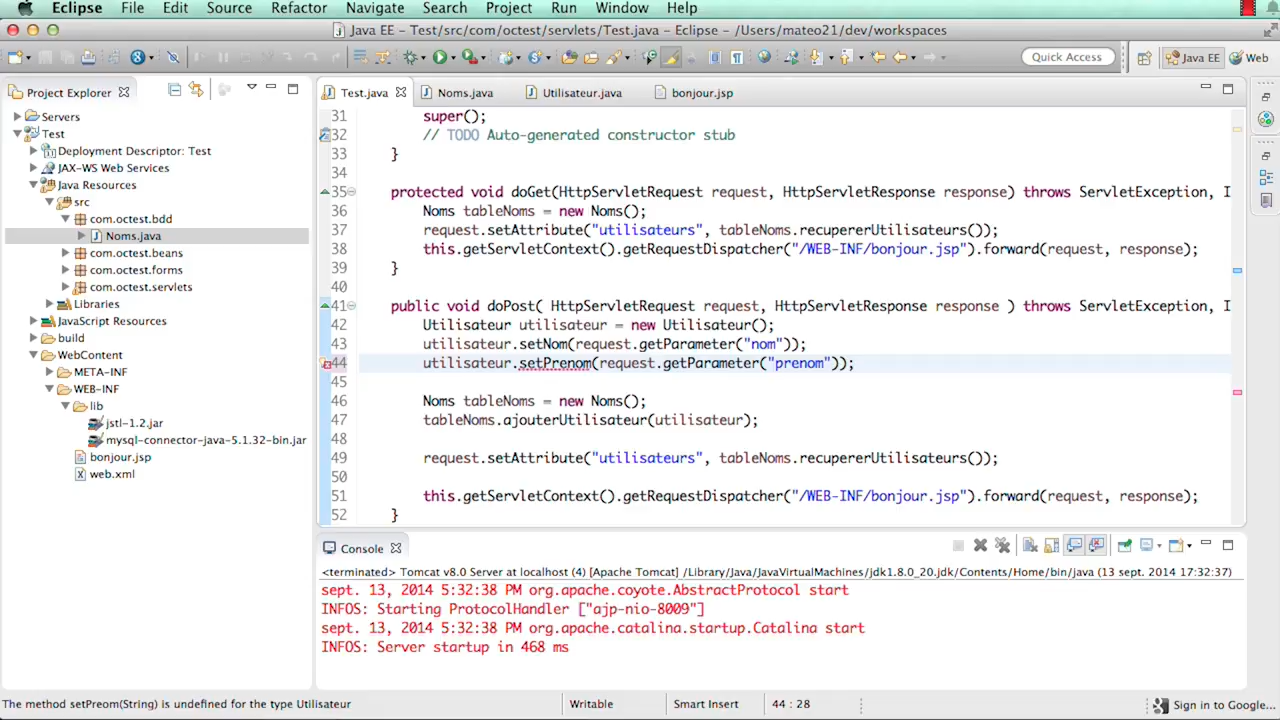 Eclipse File Edit Source Refactor Navigate Search Project Run Window Help
Java EE - Test/src/com/octest/servlets/Test.java - Eclipse - /Users/mateo21/dev/workspaces
Quick Access Java EE Web
Project Explorer
Servers
Test
Deployment Descriptor: Test
JAX-WS Web Services
Java Resources
src
com.octest.bdd
Noms.java
com.octest.beans
com.octest.forms
com.octest.servlets
Libraries
JavaScript Resources
build
WebContent
META-INF
WEB-INF
lib
jstl-1.2.jar
mysql-connector-java-5.1.32-bin.jar
bonjour.jsp
web.xml
Test.java Noms.java Utilisateur.java bonjour.jsp
31 super();
32 // TODO Auto-generated constructor stub
33 }
34
35 protected void doGet(HttpServletRequest request, HttpServletResponse response) throws ServletException, I
36 Noms tableNoms = new Noms();
37 request.setAttribute("utilisateurs", tableNoms.recupererUtilisateurs());
38 this.getServletContext().getRequestDispatcher("/WEB-INF/bonjour.jsp").forward(request, response);
39 }
40
41 public void doPost( HttpServletRequest request, HttpServletResponse response ) throws ServletException, I
42 Utilisateur utilisateur = new Utilisateur();
43 utilisateur.setNom(request.getParameter("nom"));
44 utilisateur.setPrenom(request.getParameter("prenom"));
45
46 Noms tableNoms = new Noms();
47 tableNoms.ajouterUtilisateur(utilisateur);
48
49 request.setAttribute("utilisateurs", tableNoms.recupererUtilisateurs());
50
51 this.getServletContext().getRequestDispatcher("/WEB-INF/bonjour.jsp").forward(request, response);
52 }
Console
<terminated> Tomcat v8.0 Server at localhost (4) [Apache Tomcat] /Library/Java/JavaVirtualMachines/jdk1.8.0_20.jdk/Contents/Home/bin/java (13 sept. 2014 17:32:37)
sept. 13, 2014 5:32:38 PM org.apache.coyote.AbstractProtocol start
INFOS: Starting ProtocolHandler ["ajp-nio-8009"]
sept. 13, 2014 5:32:38 PM org.apache.catalina.startup.Catalina start
INFOS: Server startup in 468 ms
The method setPreom(String) is undefined for the type Utilisateur Writable Smart Insert 44 : 28 Sign in to Google...